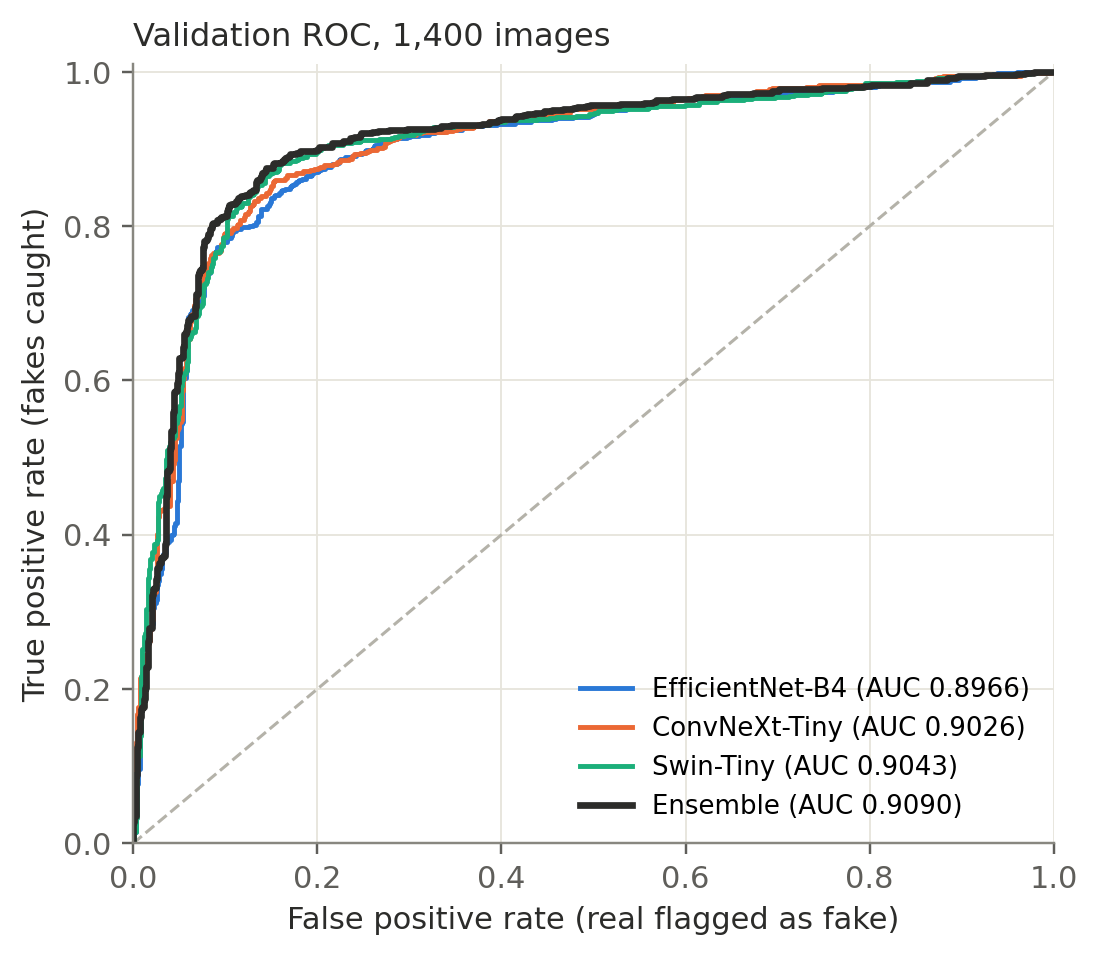 Validation ROC, 1,400 images
True positive rate (fakes caught)
1.0
0.8
0.6
0.4
0.2
0.0
EfficientNet-B4 (AUC 0.8966)
ConvNeXt-Tiny (AUC 0.9026)
Swin-Tiny (AUC 0.9043)
Ensemble (AUC 0.9090)
0.0 0.2 0.4 0.6 0.8 1.0
False positive rate (real flagged as fake)